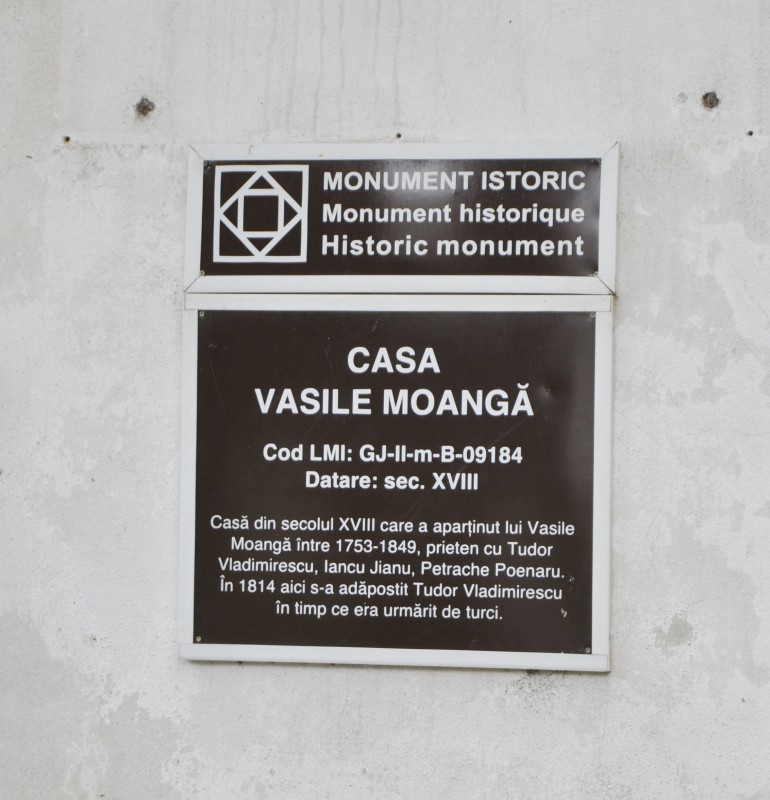 MONUMENT ISTORIC
Monument historique
Historic monument
CASA
VASILE MOANGĂ
Cod LMI: GJ-II-m-B-09184
Datare: sec. XVIII
Casă din secolul XVIII care a aparținut lui Vasile
Moangă între 1753-1849, prieten cu Tudor
Vladimirescu, Iancu Jianu, Petrache Poenaru.
În 1814 aici s-a adăpostit Tudor Vladimirescu
în timp ce era urmărit de turci.